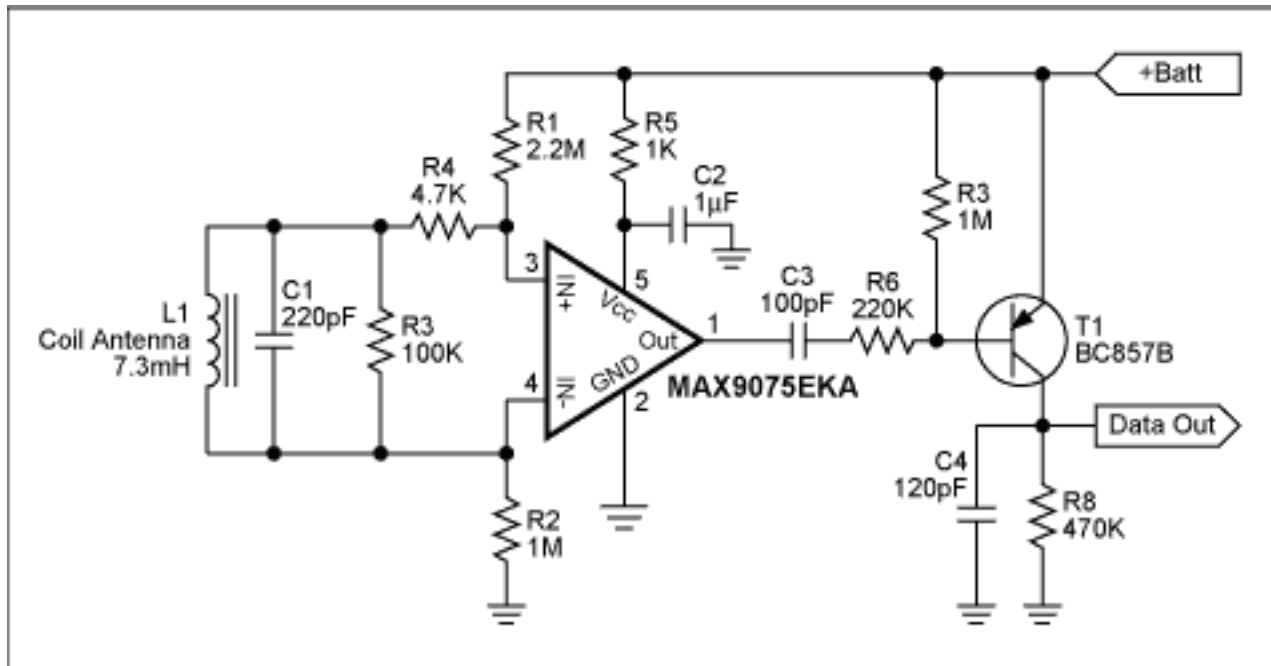 +Batt
R1
2.2M
R5
1K
R4
4.7K
C2
1μF
R3
1M
3
IN
+
5
Vcc
C3
100pF
R6
220K
L1
Coil Antenna
7.3mH
C1
220pF
R3
100K
Out
1
T1
BC857B
4
IN
-
GND
2
MAX9075EKA
Data Out
C4
120pF
R2
1M
R8
470K